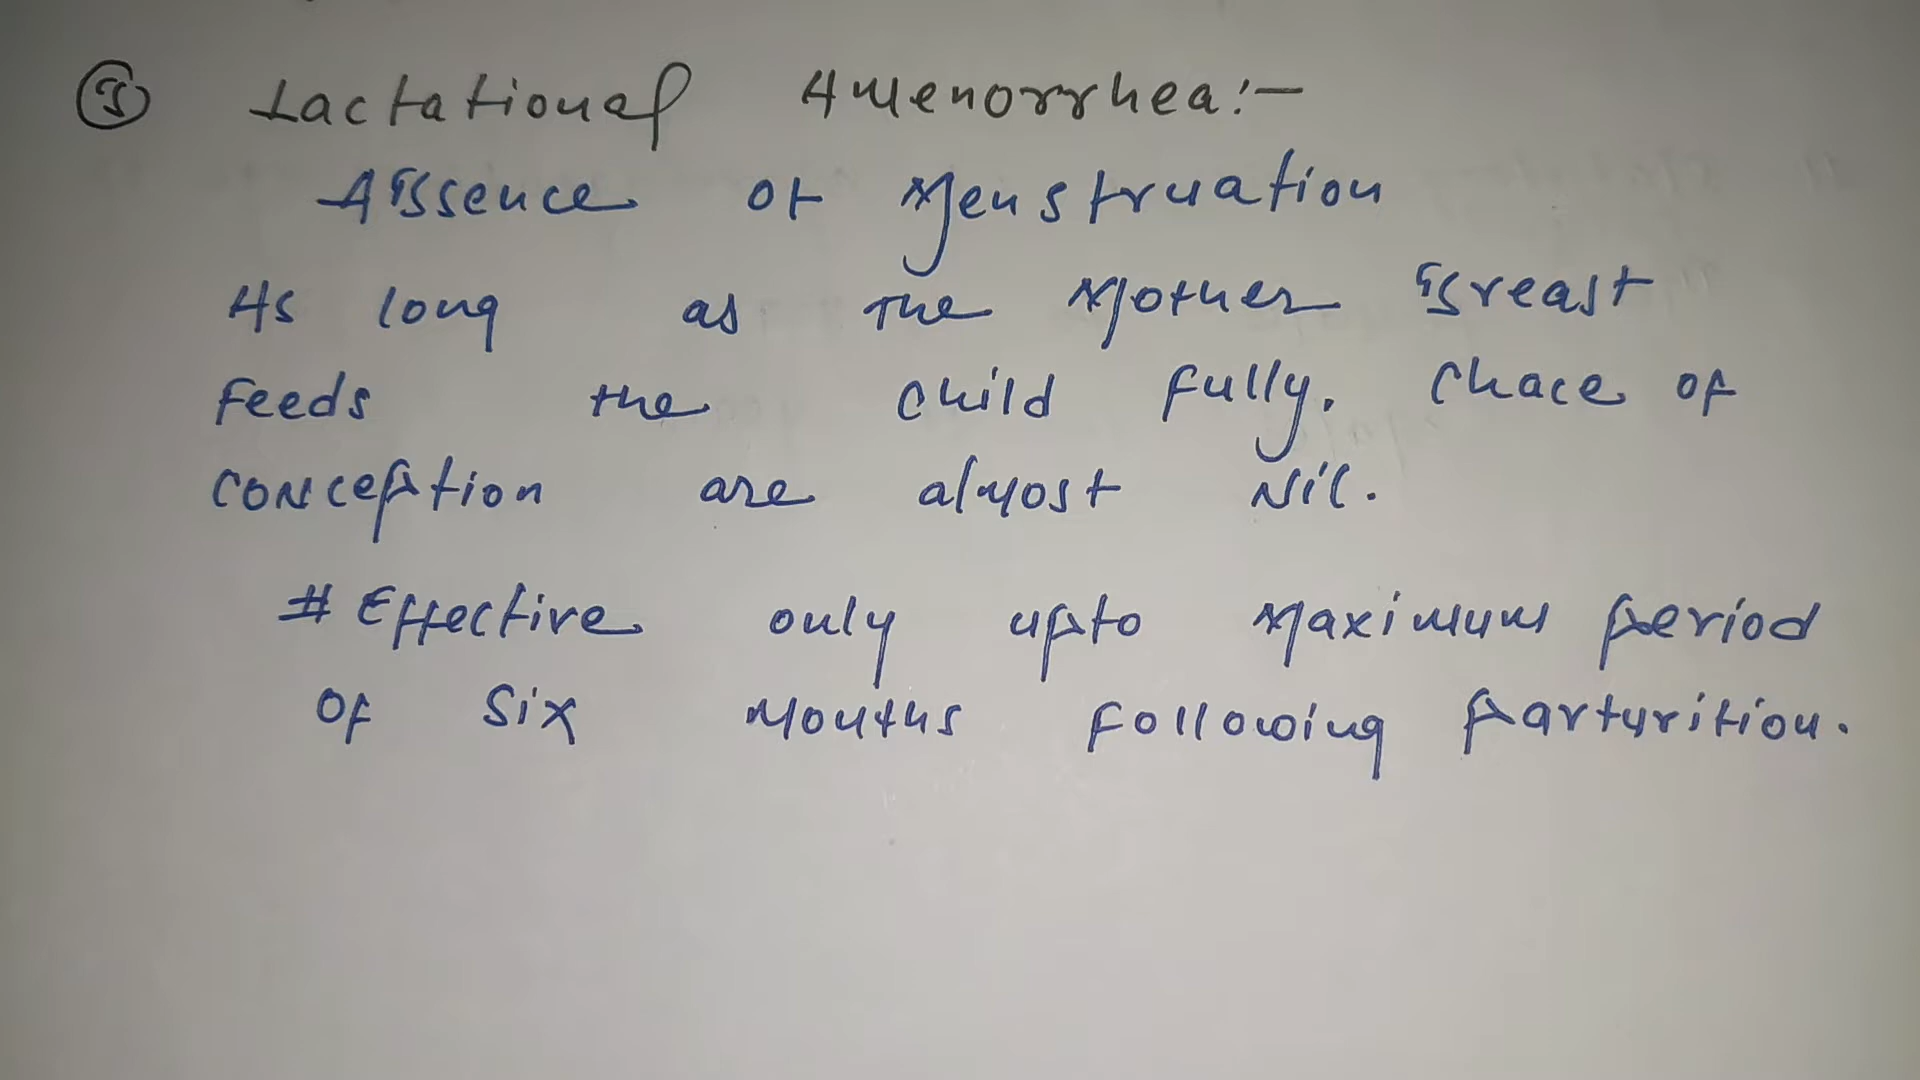 ③ Lactational Amenorrhea:-
Absence of Menstruation
As long as the Mother Breast
Feeds the child fully. Chace of
conception are almost Nil.
# Effective only upto Maximum period
of six Months following parturition.